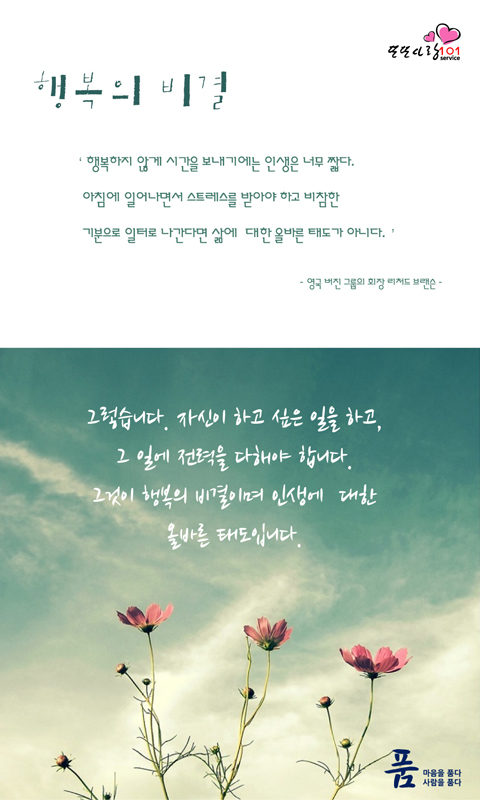 또또사랑101
service
행복의 비결
‘ 행복하지 않게 시간을 보내기에는 인생은 너무 짧다.
아침에 일어나면서 스트레스를 받아야 하고 비참한
기분으로 일터로 나간다면 삶에 대한 올바른 태도가 아니다. ’
- 영국 버진 그룹의 회장 리처드 브랜슨 -
그렇습니다. 자신이 하고 싶은 일을 하고,
그 일에 전력을 다해야 합니다.
그것이 행복의 비결이며 인생에 대한
올바른 태도입니다.
품
마음을 품다
사람을 품다